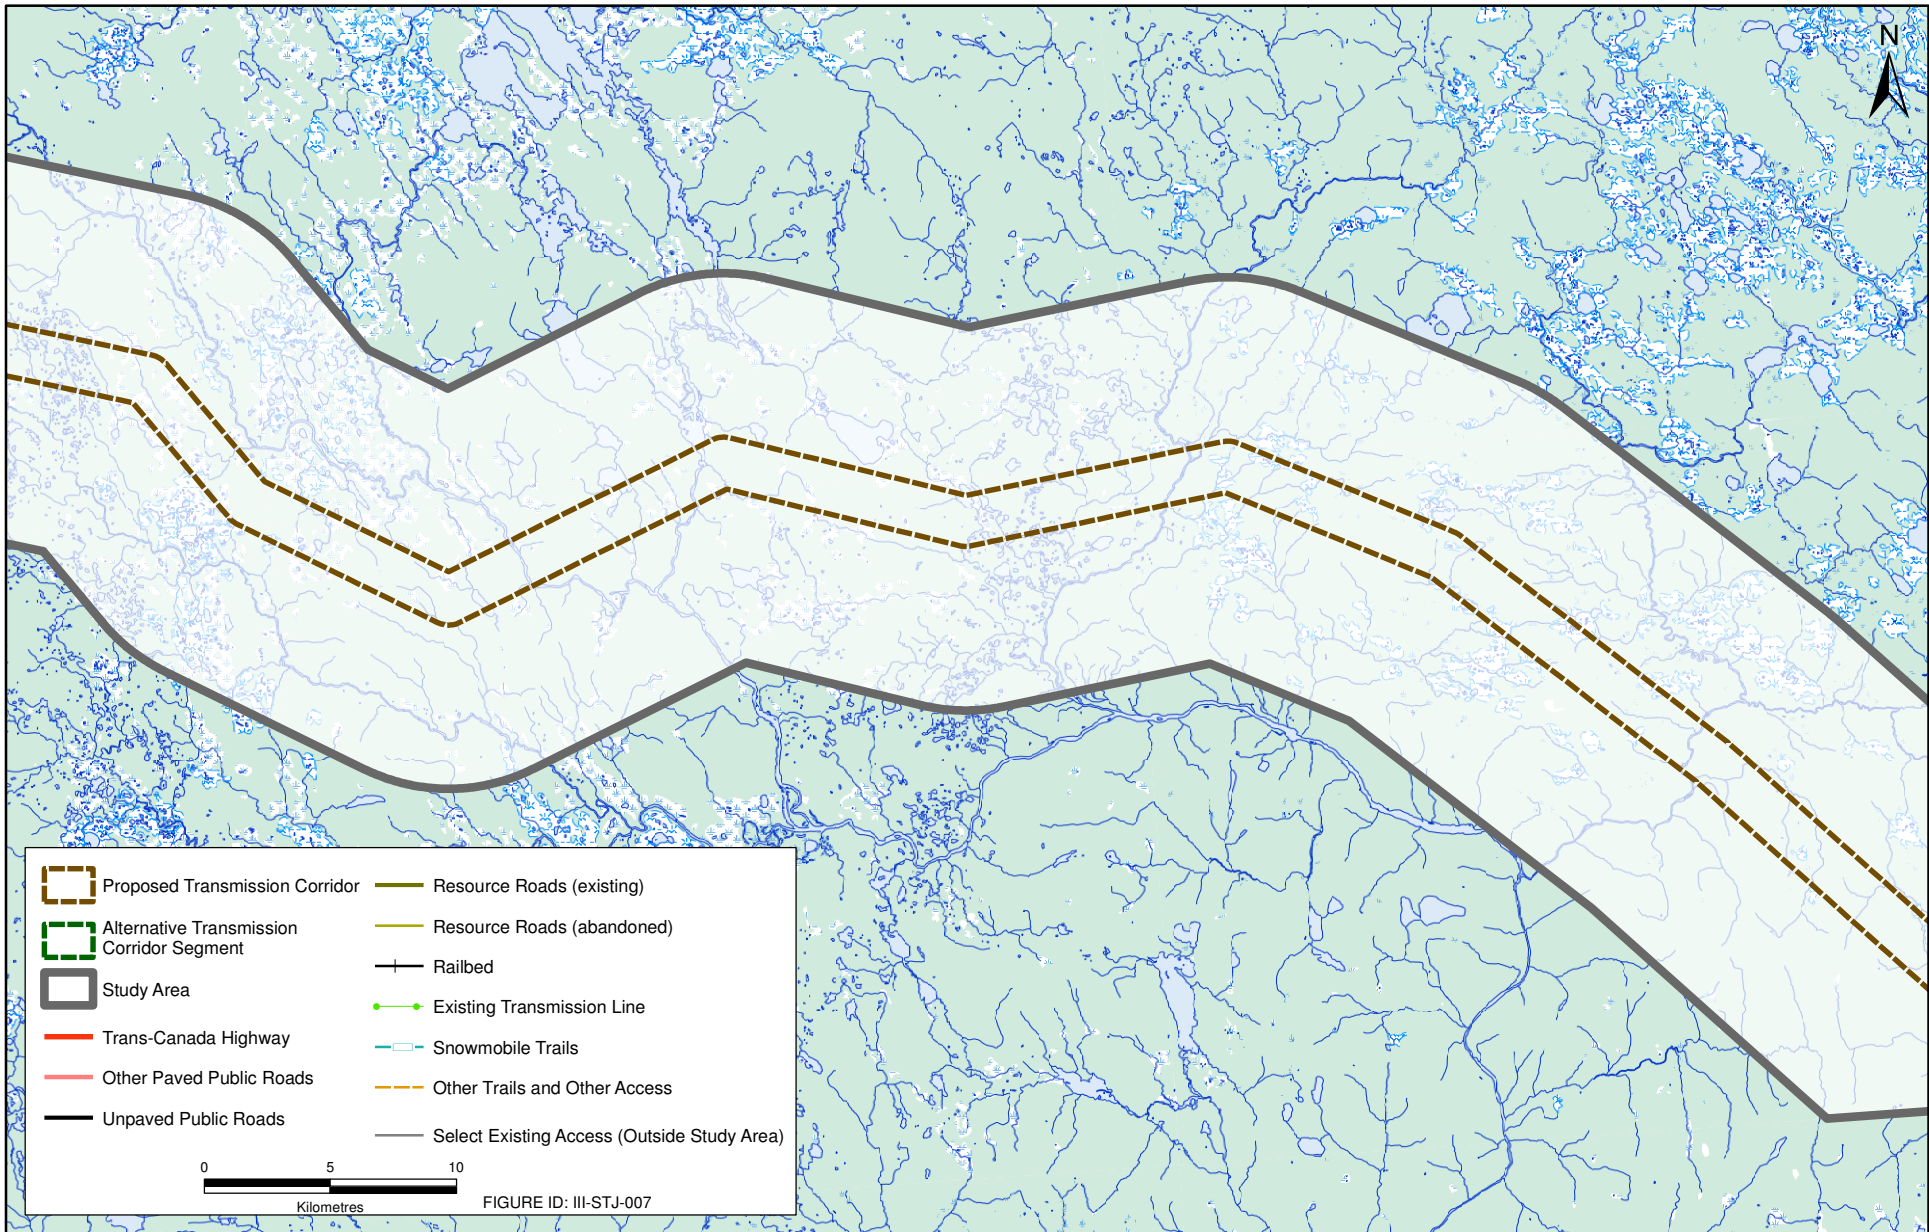 N
Proposed Transmission Corridor
Alternative Transmission
Corridor Segment
Study Area
Trans-Canada Highway
Other Paved Public Roads
Unpaved Public Roads
Resource Roads (existing)
Resource Roads (abandoned)
Railbed
Existing Transmission Line
Snowmobile Trails
Other Trails and Other Access
Select Existing Access (Outside Study Area)
0 5 10
Kilometres
FIGURE ID: III-STJ-007